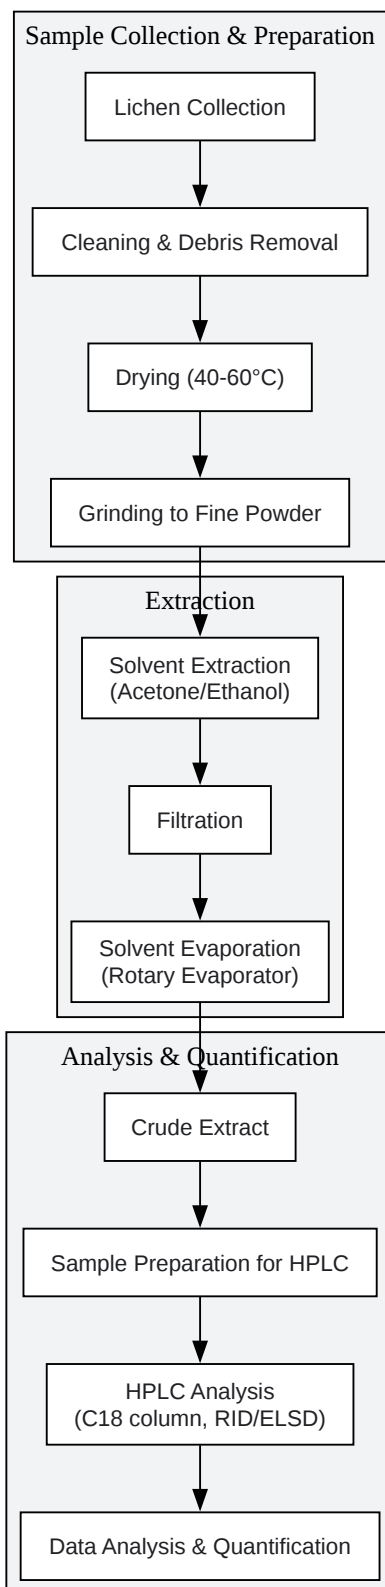 Sample Collection & Preparation
Lichen Collection
Cleaning & Debris Removal
Drying (40-60°C)
Grinding to Fine Powder
Extraction
Solvent Extraction
(Acetone/Ethanol)
Filtration
Solvent Evaporation
(Rotary Evaporator)
Analysis & Quantification
Crude Extract
Sample Preparation for HPLC
HPLC Analysis
(C18 column, RID/ELSD)
Data Analysis & Quantification